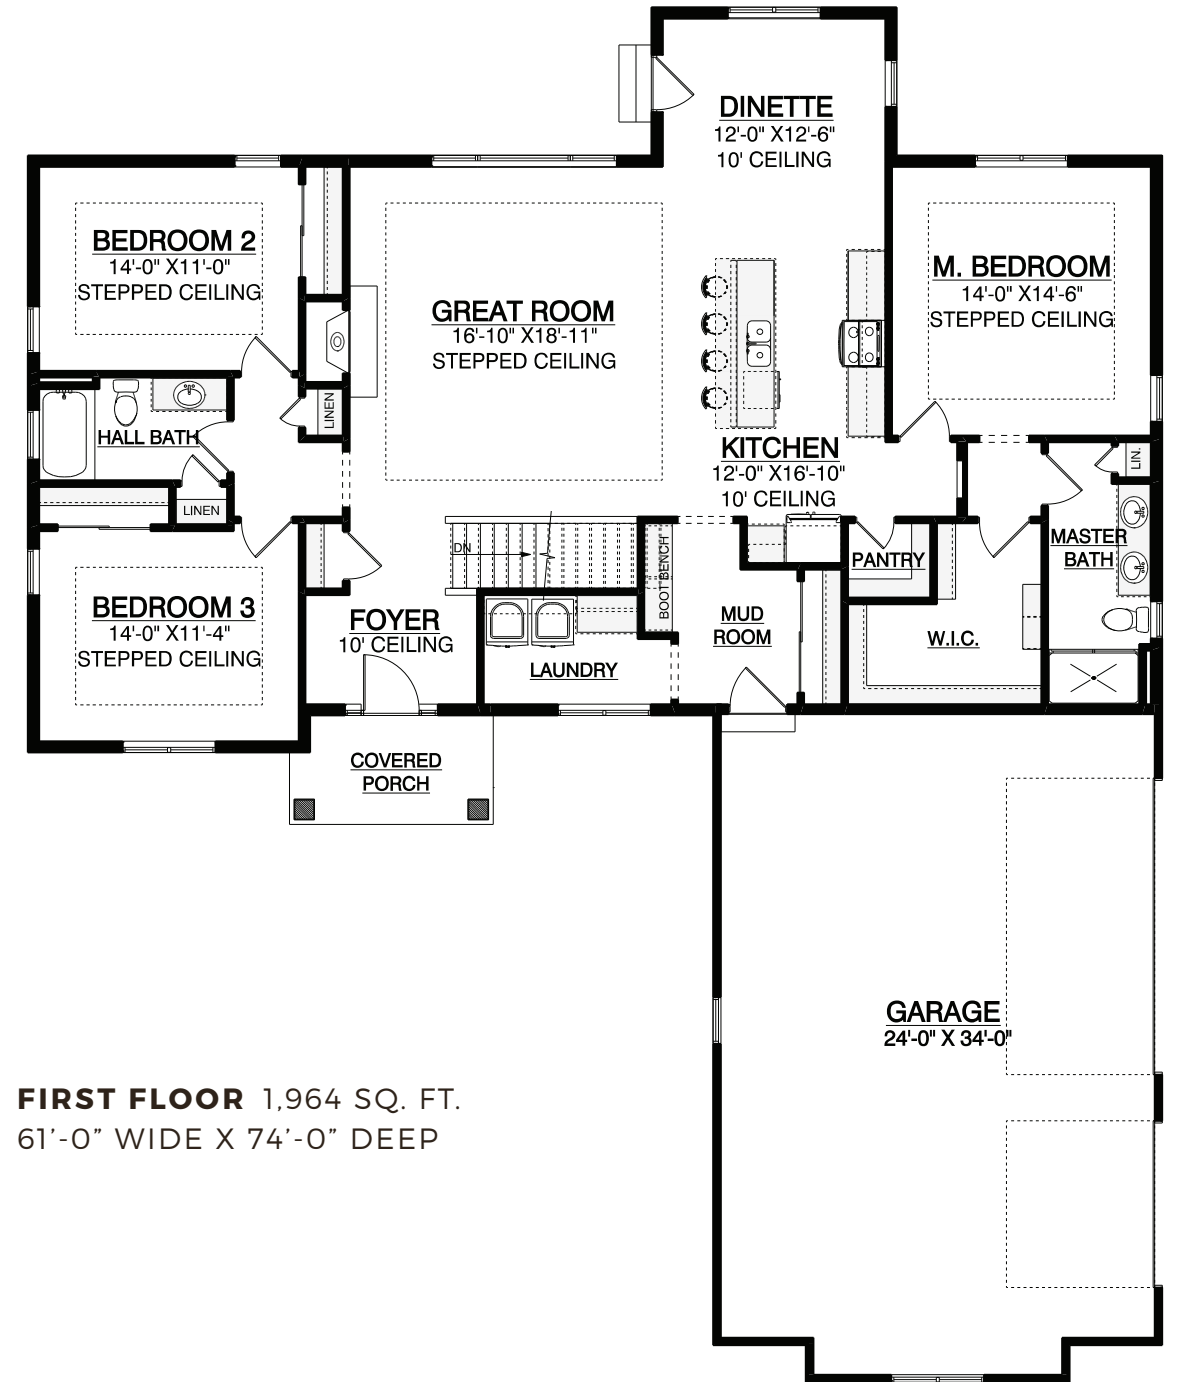 DINETTE
12'-0" X12'-6"
10' CEILING
BEDROOM 2
14'-0" X11'-0"
STEPPED CEILING
GREAT ROOM
16'-10" X18'-11"
STEPPED CEILING
M. BEDROOM
14'-0" X14'-6"
STEPPED CEILING
LINEN
HALL BATH
KITCHEN
12'-0" X16'-10"
10' CEILING
LIN.
LINEN
DN
BOOT BENCH
PANTRY
MASTER
BATH
BEDROOM 3
14'-0" X11'-4"
STEPPED CEILING
FOYER
10' CEILING
MUD
ROOM
W.I.C.
LAUNDRY
COVERED
PORCH
GARAGE
24'-0" X 34'-0"
FIRST FLOOR 1,964 SQ. FT.
61’-0” WIDE X 74’-0” DEEP